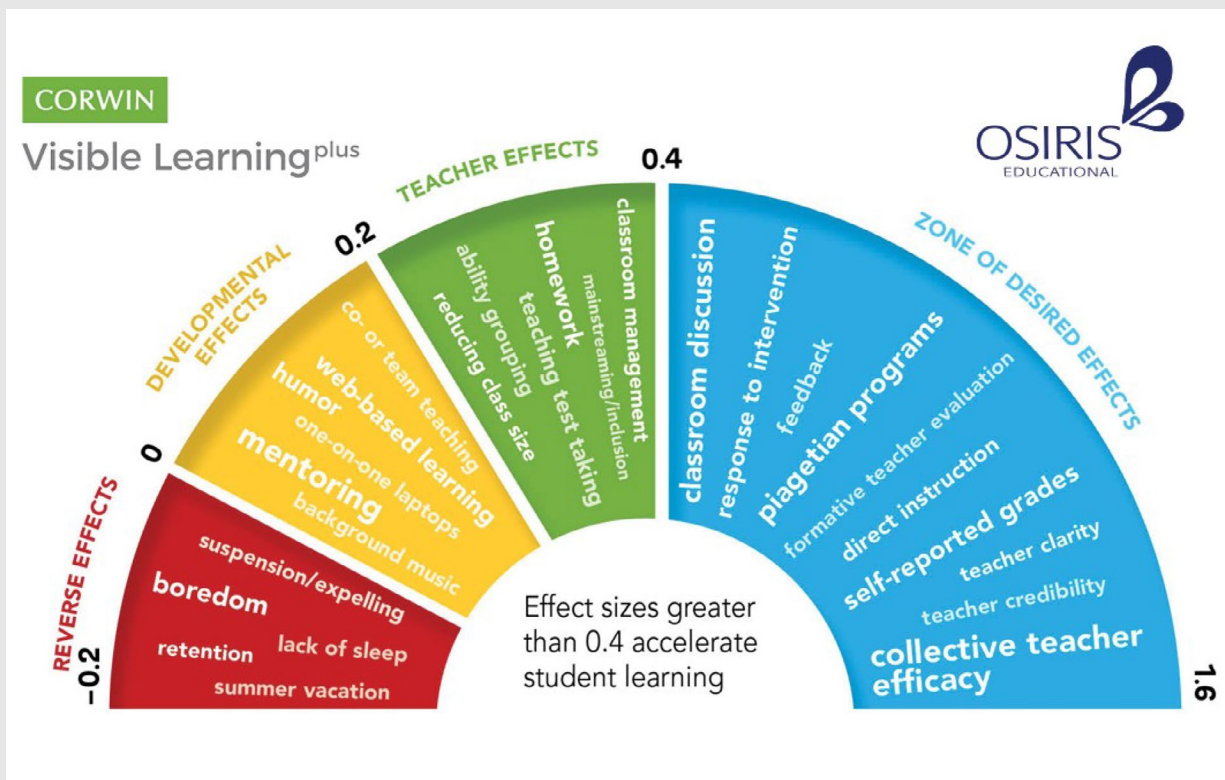 CORWIN
Visible Learning plus
OSIRIS
EDUCATIONAL
REVERSE EFFECTS
DEVELOPMENTAL
EFFECTS
TEACHER EFFECTS
ZONE OF DESIRED EFFECTS
−0.2
0
0.2
0.4
1.6
suspension/expelling
boredom
lack of sleep
retention
summer vacation
co- or team teaching
web-based learning
humor
one-on-one laptops
mentoring
background music
classroom management
mainstreaming/inclusion
homework
teaching test taking
ability grouping
reducing class size
classroom discussion
response to intervention
feedback
piagetian programs
formative teacher evaluation
direct instruction
self-reported grades
teacher clarity
teacher credibility
collective teacher
efficacy
Effect sizes greater
than 0.4 accelerate
student learning